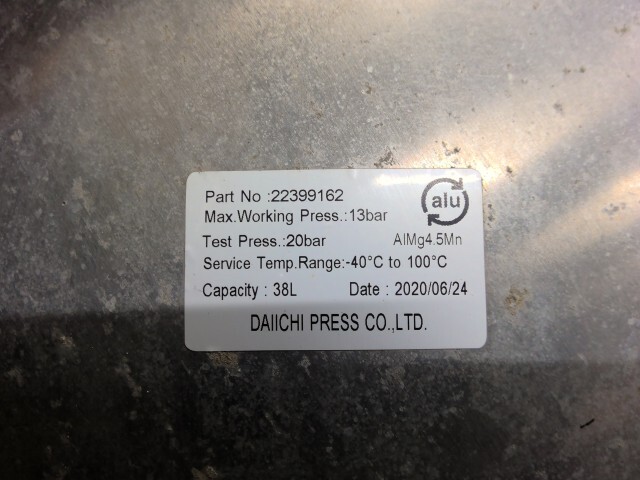 Part No :22399162
alu
Max.Working Press.:13bar
Test Press.:20bar AlMg4.5Mn
Service Temp.Range:-40°C to 100°C
Capacity : 38L Date : 2020/06/24
DAIICHI PRESS CO.,LTD.